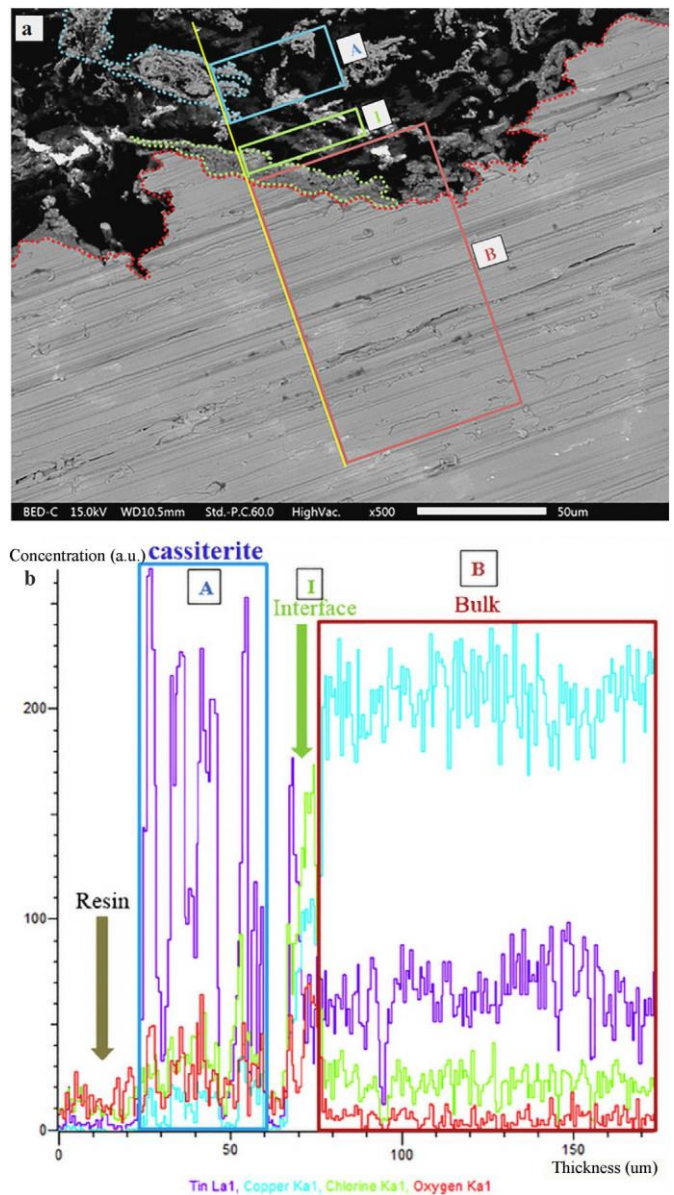 a
A
I
B
BED-C 15.0kV WD10.5mm Std.-P.C.60.0 HighVac. x500 50um
Concentration (a.u.) cassiterite
b
A
I
B
Interface
Bulk
200
Resin
100
0
0 50 100 150
Thickness (um)
Tin La1, Copper Ka1, Chlorine Ka1, Oxygen Ka1